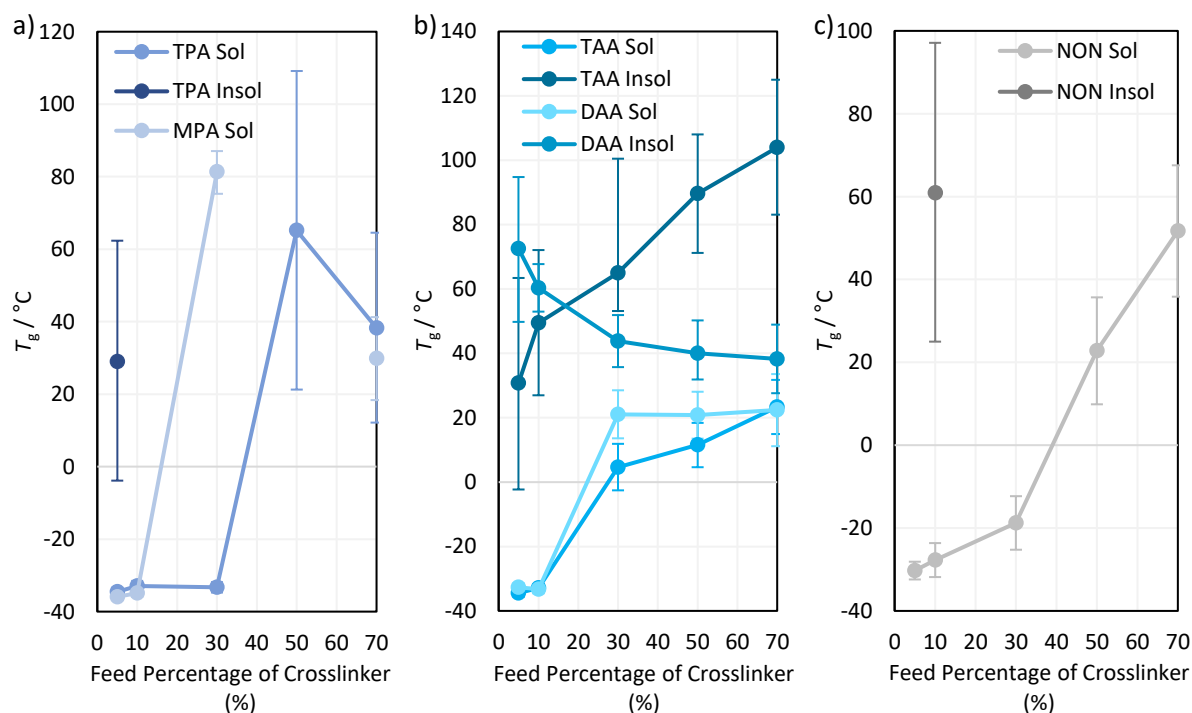 a)
120
100
80
60
40
20
0
-20
-40
Tg / °C
TPA Sol
TPA Insol
MPA Sol
0 10 20 30 40 50 60 70
Feed Percentage of Crosslinker
(%)
b)
140
120
100
80
60
40
20
0
-20
-40
Tg / °C
TAA Sol
TAA Insol
DAA Sol
DAA Insol
0 10 20 30 40 50 60 70
Feed Percentage of Crosslinker
(%)
c)
100
80
60
40
20
0
-20
-40
Tg / °C
NON Sol
NON Insol
0 10 20 30 40 50 60 70
Feed Percentage of Crosslinker
(%)